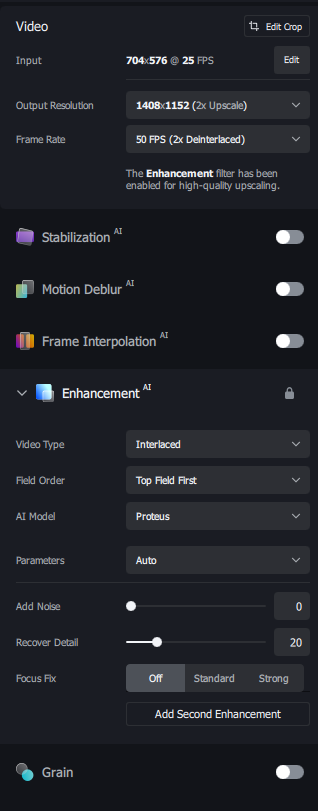 Video
Edit Crop
Input
704x576 @ 25 FPS
Edit
Output Resolution
1408x1152 (2x Upscale)
Frame Rate
50 FPS (2x Deinterlaced)
The Enhancement filter has been
enabled for high-quality upscaling.
Stabilization AI
Motion Deblur AI
Frame Interpolation AI
Enhancement AI
Video Type
Interlaced
Field Order
Top Field First
AI Model
Proteus
Parameters
Auto
Add Noise
0
Recover Detail
20
Focus Fix
Off Standard Strong
Add Second Enhancement
Grain